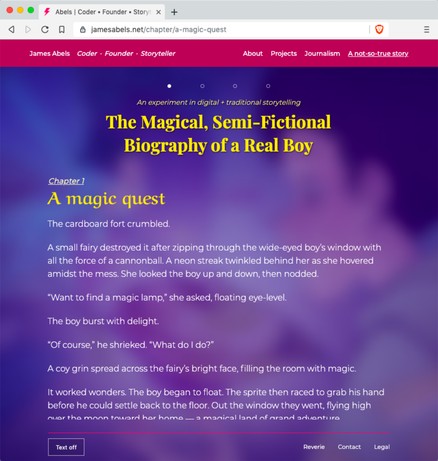 Abels | Coder • Founder • Story
jamesabels.net/chapter/a-magic-quest
James Abels Coder · Founder · Storyteller About Projects Journalism A not-so-true story
An experiment in digital + traditional storytelling
The Magical, Semi-Fictional
Biography of a Real Boy
Chapter 1
A magic quest
The cardboard fort crumbled.
A small fairy destroyed it after zipping through the wide-eyed boy's window with
all the force of a cannonball. A neon streak twinkled behind her as she hovered
amidst the mess. She looked the boy up and down, then nodded.
"Want to find a magic lamp," she asked, floating eye-level.
The boy burst with delight.
"Of course," he shrieked. "What do I do?"
A coy grin spread across the fairy's bright face, filling the room with magic.
It worked wonders. The boy began to float. The sprite then raced to grab his hand
before he could settle back to the floor. Out the window they went, flying high
over the moon toward her home — a magical land of grand adventure.
Text off Reverie Contact Legal